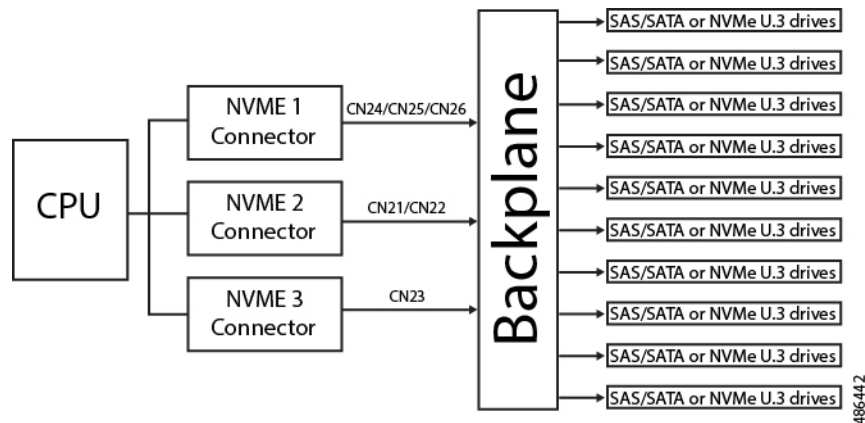 CPU
NVME 1
Connector
NVME 2
Connector
NVME 3
Connector
CN24/CN25/CN26
CN21/CN22
CN23
Backplane
SAS/SATA or NVMe U.3 drives
SAS/SATA or NVMe U.3 drives
SAS/SATA or NVMe U.3 drives
SAS/SATA or NVMe U.3 drives
SAS/SATA or NVMe U.3 drives
SAS/SATA or NVMe U.3 drives
SAS/SATA or NVMe U.3 drives
SAS/SATA or NVMe U.3 drives
SAS/SATA or NVMe U.3 drives
SAS/SATA or NVMe U.3 drives
486442